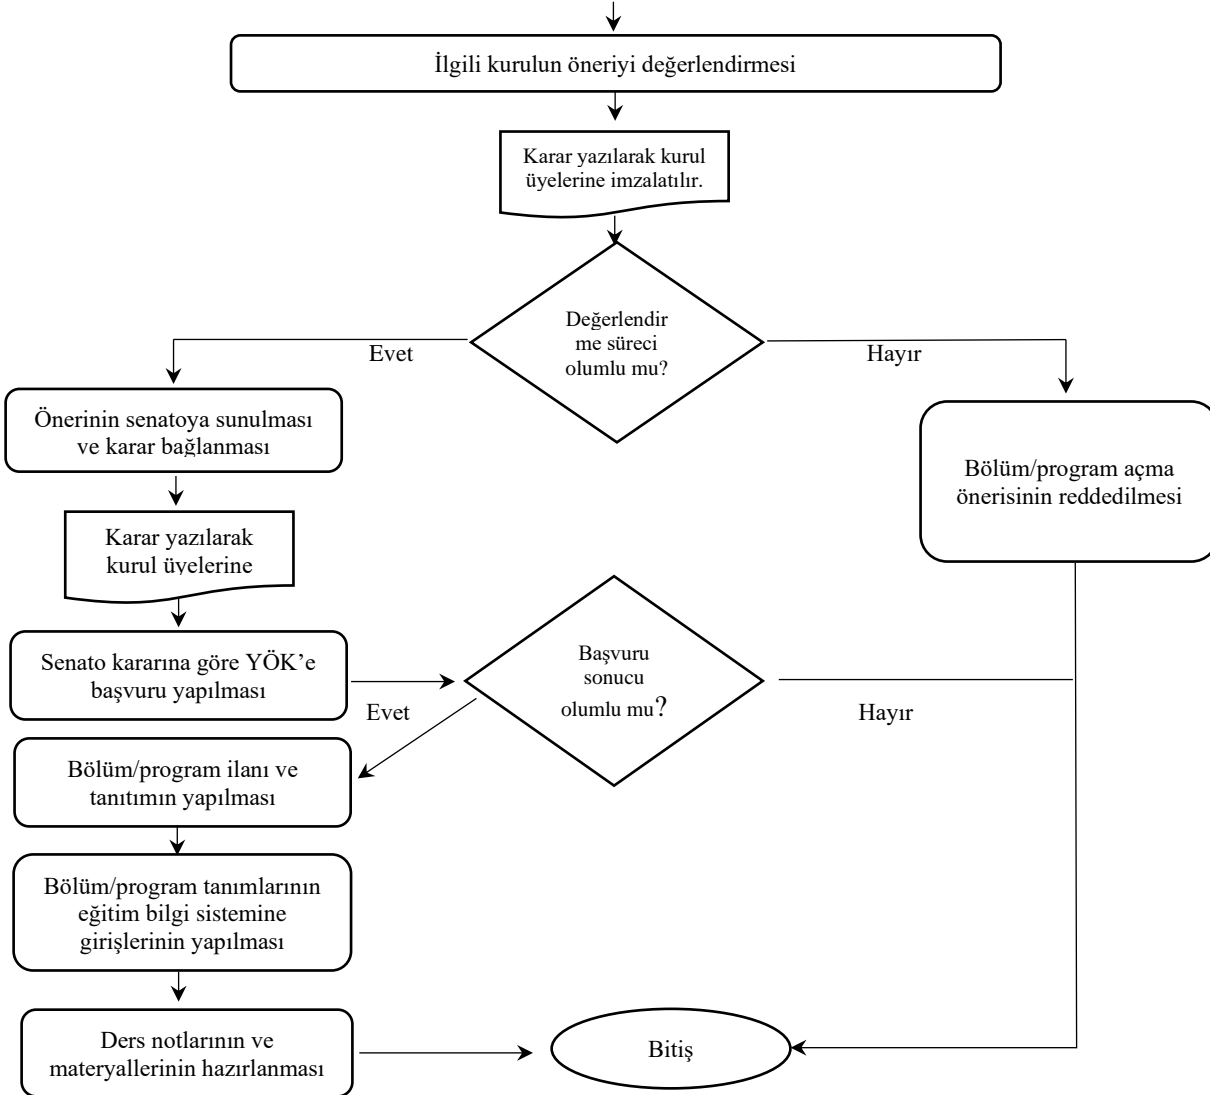 İlgili kurulun öneriyi değerlendirmesi
Karar yazılarak kurul
üyelerine imzalatılır.
Değerlendir
me süreci
olumlu mu?
Evet
Hayır
Önerinin senatoya sunulması
ve karar bağlanması
Bölüm/program açma
önerisinin reddedilmesi
Karar yazılarak
kurul üyelerine
Senato kararına göre YÖK’e
başvuru yapılması
Başvuru
sonucu
olumlu mu?
Evet
Hayır
Bölüm/program ilanı ve
tanıtımın yapılması
Bölüm/program tanımlarının
eğitim bilgi sistemine
girişlerinin yapılması
Ders notlarının ve
materyallerinin hazırlanması
Bitiş